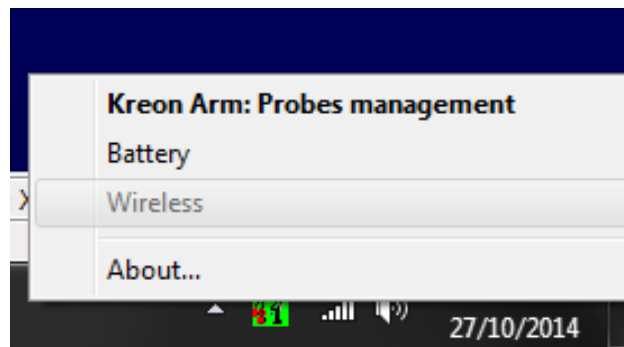 Kreon Arm: Probes management
Battery
Wireless
About...
27/10/2014